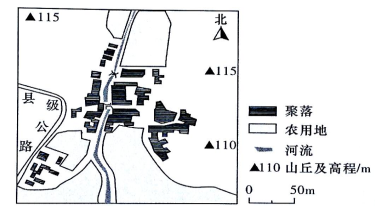 ▲115
北
▲115
县级公路
▲110
聚落
农用地
河流
▲110 山丘及高程/m
0 50m